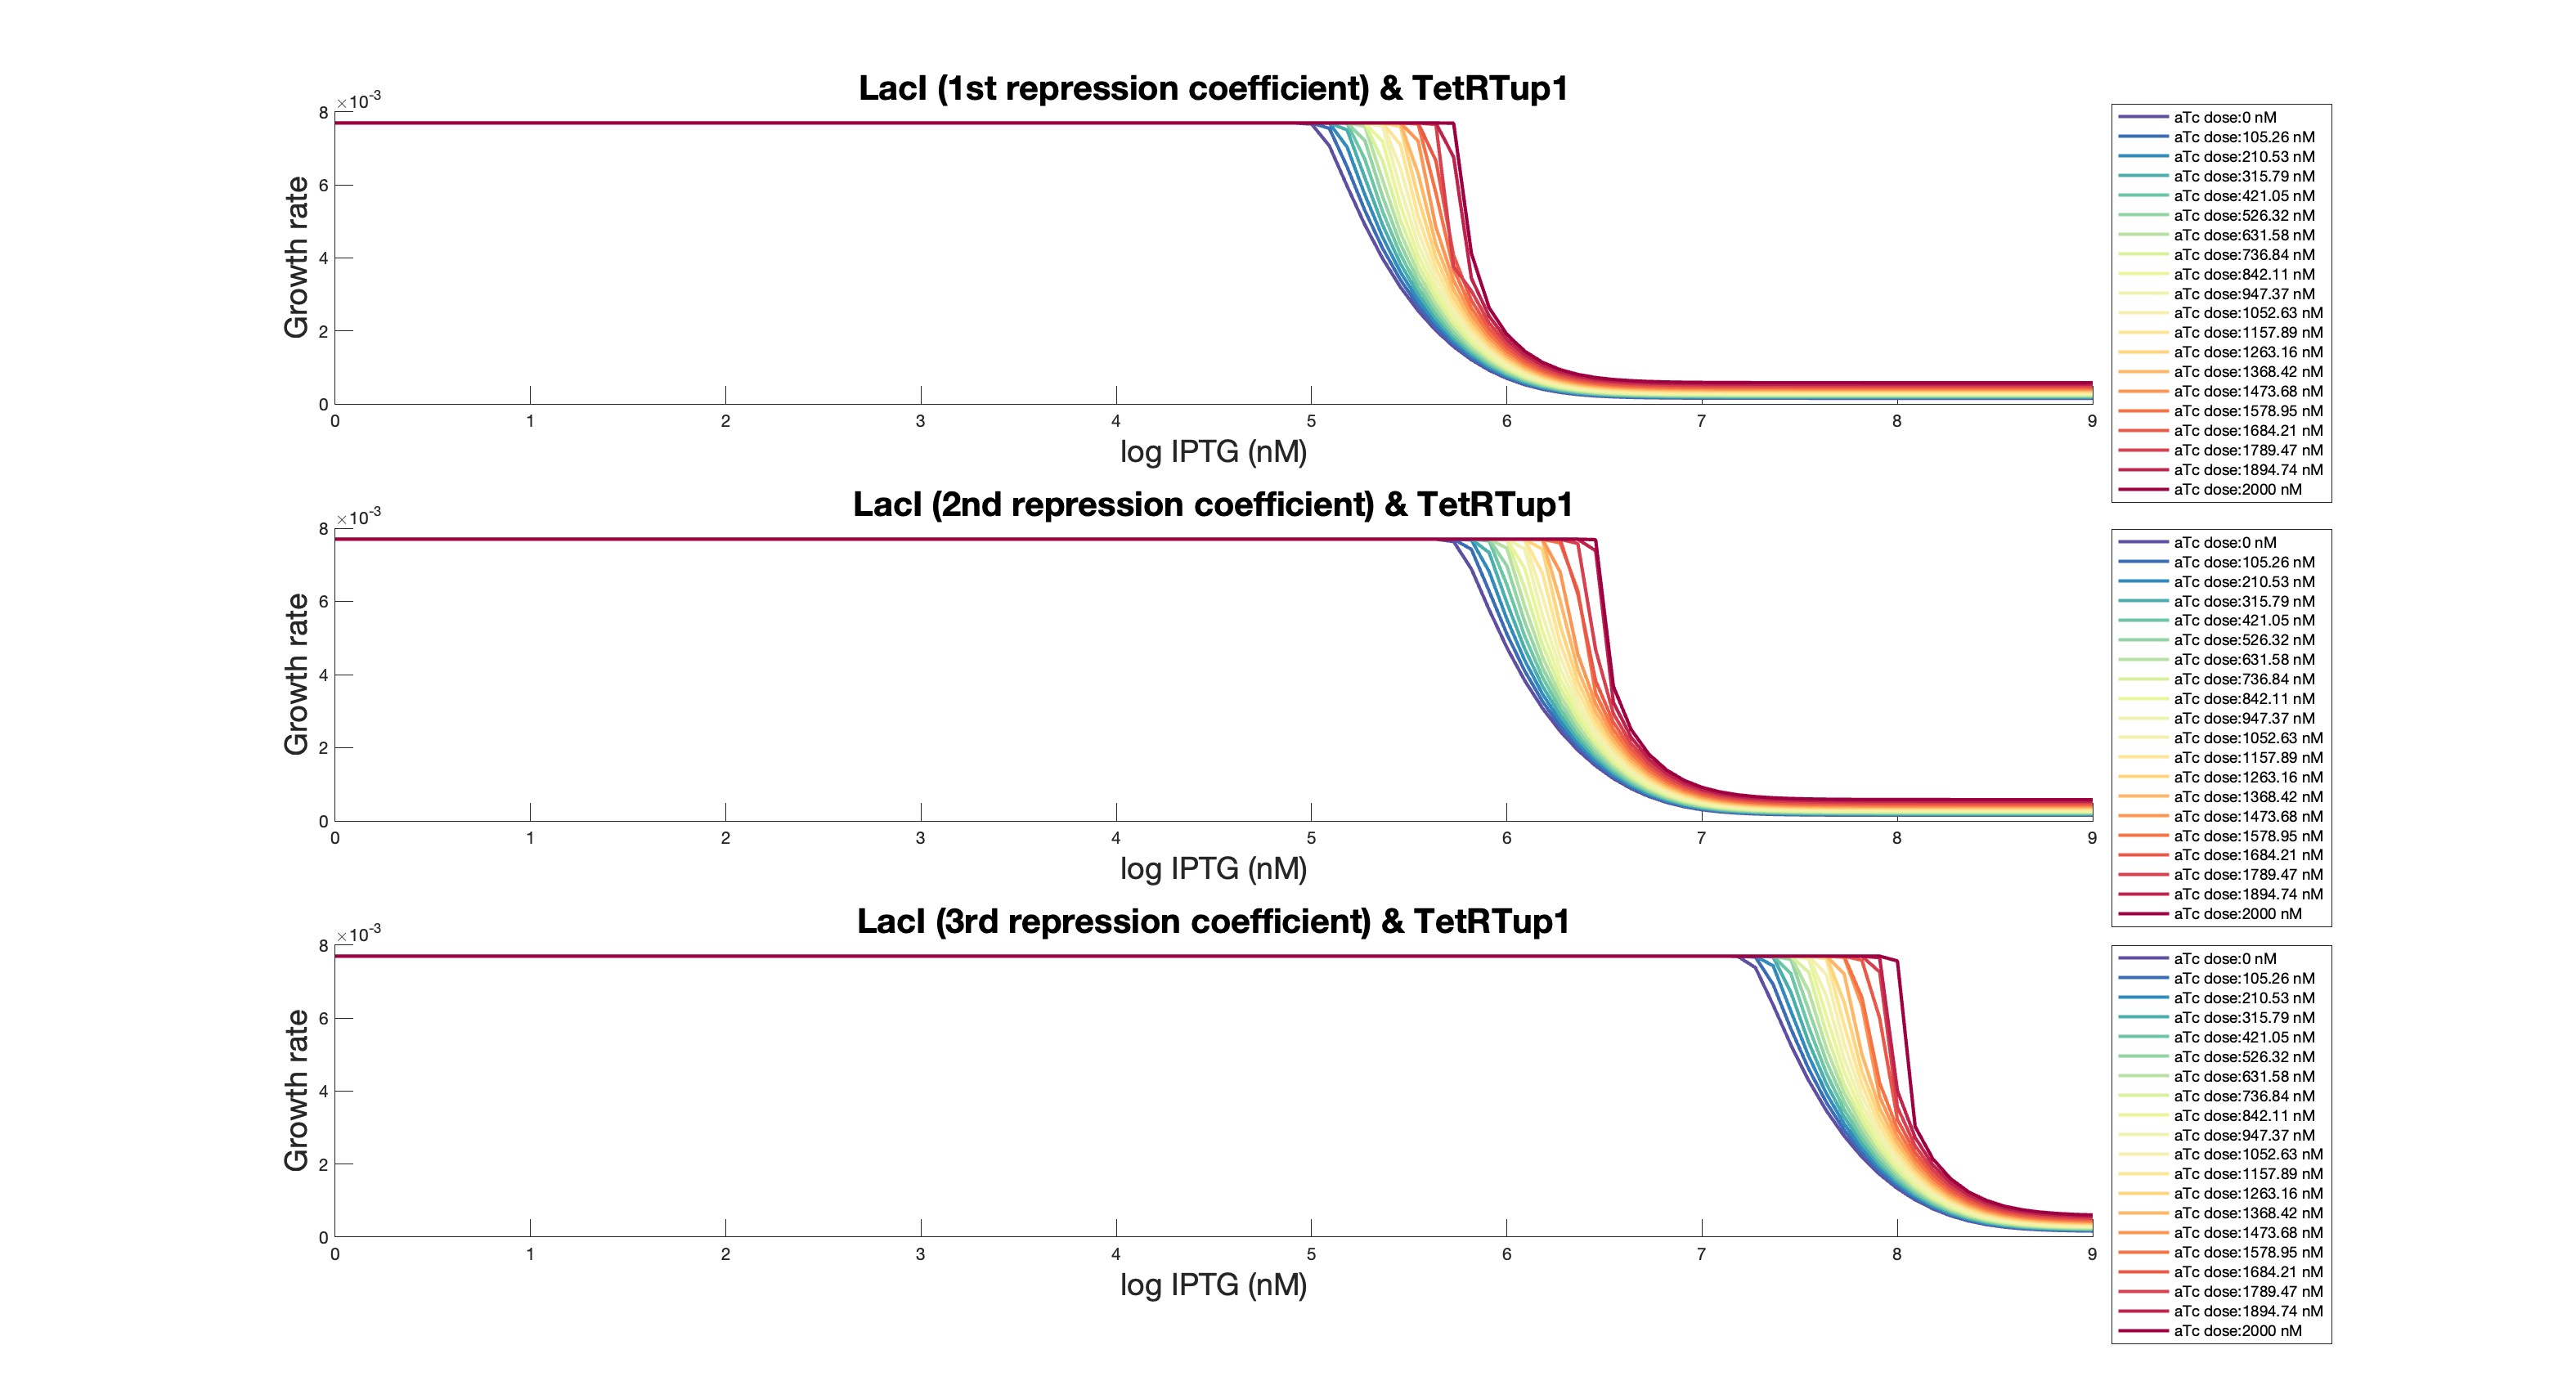 LacI (1st repression coefficient) & TetRTup1
×10-3
8
6
4
2
0
Growth rate
0 1 2 3 4 5 6 7 8 9
log IPTG (nM)
aTc dose:0 nM
aTc dose:105.26 nM
aTc dose:210.53 nM
aTc dose:315.79 nM
aTc dose:421.05 nM
aTc dose:526.32 nM
aTc dose:631.58 nM
aTc dose:736.84 nM
aTc dose:842.11 nM
aTc dose:947.37 nM
aTc dose:1052.63 nM
aTc dose:1157.89 nM
aTc dose:1263.16 nM
aTc dose:1368.42 nM
aTc dose:1473.68 nM
aTc dose:1578.95 nM
aTc dose:1684.21 nM
aTc dose:1789.47 nM
aTc dose:1894.74 nM
aTc dose:2000 nM
LacI (2nd repression coefficient) & TetRTup1
×10-3
8
6
4
2
0
Growth rate
0 1 2 3 4 5 6 7 8 9
log IPTG (nM)
aTc dose:0 nM
aTc dose:105.26 nM
aTc dose:210.53 nM
aTc dose:315.79 nM
aTc dose:421.05 nM
aTc dose:526.32 nM
aTc dose:631.58 nM
aTc dose:736.84 nM
aTc dose:842.11 nM
aTc dose:947.37 nM
aTc dose:1052.63 nM
aTc dose:1157.89 nM
aTc dose:1263.16 nM
aTc dose:1368.42 nM
aTc dose:1473.68 nM
aTc dose:1578.95 nM
aTc dose:1684.21 nM
aTc dose:1789.47 nM
aTc dose:1894.74 nM
aTc dose:2000 nM
LacI (3rd repression coefficient) & TetRTup1
×10-3
8
6
4
2
0
Growth rate
0 1 2 3 4 5 6 7 8 9
log IPTG (nM)
aTc dose:0 nM
aTc dose:105.26 nM
aTc dose:210.53 nM
aTc dose:315.79 nM
aTc dose:421.05 nM
aTc dose:526.32 nM
aTc dose:631.58 nM
aTc dose:736.84 nM
aTc dose:842.11 nM
aTc dose:947.37 nM
aTc dose:1052.63 nM
aTc dose:1157.89 nM
aTc dose:1263.16 nM
aTc dose:1368.42 nM
aTc dose:1473.68 nM
aTc dose:1578.95 nM
aTc dose:1684.21 nM
aTc dose:1789.47 nM
aTc dose:1894.74 nM
aTc dose:2000 nM